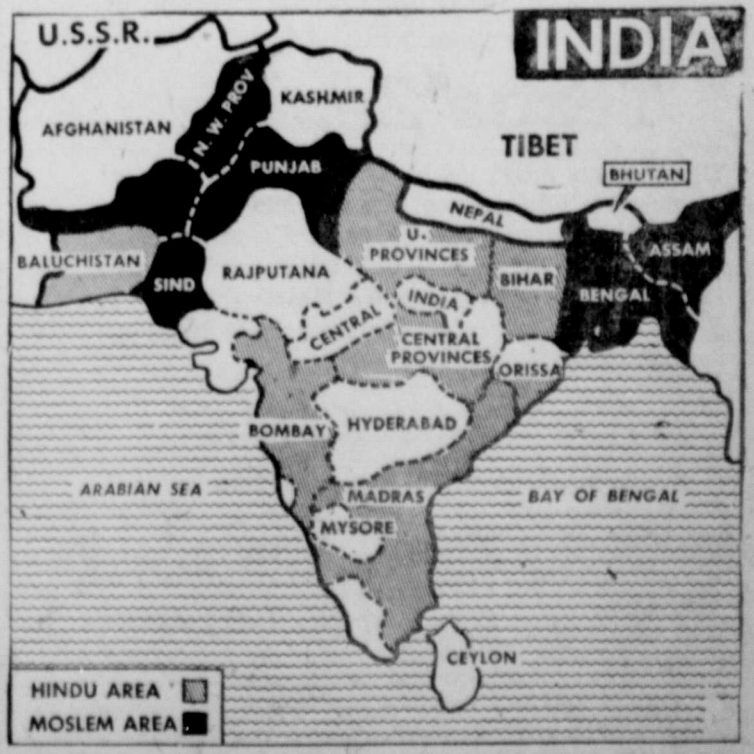 U.S.S.R.
INDIA
N. W. PROV
KASHMIR
AFGHANISTAN
TIBET
PUNJAB
BHUTAN
NEPAL
U.
PROVINCES
ASSAM
BALUCHISTAN
SIND
RAJPUTANA
BIHAR
INDIA
BENGAL
CENTRAL
CENTRAL
PROVINCES
ORISSA
BOMBAY
HYDERABAD
ARABIAN SEA
MADRAS
BAY OF BENGAL
MYSORE
CEYLON
HINDU AREA
MOSLEM AREA